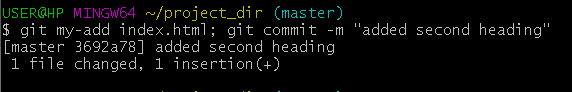 USER@HP MINGW64 ~/project_dir (master)
$ git my-add index.html; git commit -m "added second heading"
[master 3692a78] added second heading
 1 file changed, 1 insertion(+)